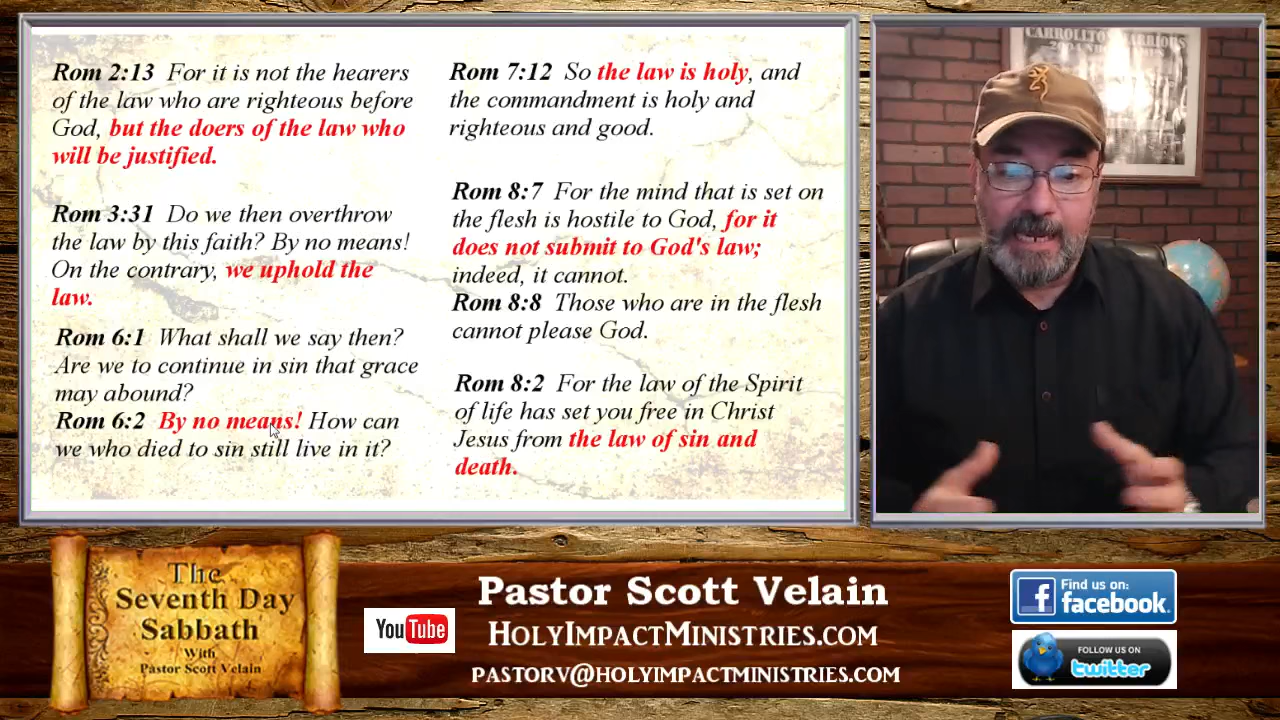 Rom 2:13 For it is not the hearers
of the law who are righteous before
God, but the doers of the law who
will be justified.
Rom 3:31 Do we then overthrow
the law by this faith? By no means!
On the contrary, we uphold the
law.
Rom 6:1 What shall we say then?
Are we to continue in sin that grace
may abound?
Rom 6:2 By no means! How can
we who died to sin still live in it?
Rom 7:12 So the law is holy, and
the commandment is holy and
righteous and good.
Rom 8:7 For the mind that is set on
the flesh is hostile to God, for it
does not submit to God's law;
indeed, it cannot.
Rom 8:8 Those who are in the flesh
cannot please God.
Rom 8:2 For the law of the Spirit
of life has set you free in Christ
Jesus from the law of sin and
death.
CARROLLTON WARRIORS
The
Seventh Day
Sabbath
With
Pastor Scott Velain
YouTube
Pastor Scott Velain
HOLYIMPACTMINISTRIES.COM
PASTORV@HOLYIMPACTMINISTRIES.COM
f
Find us on:
facebook.
FOLLOW US ON
twitter